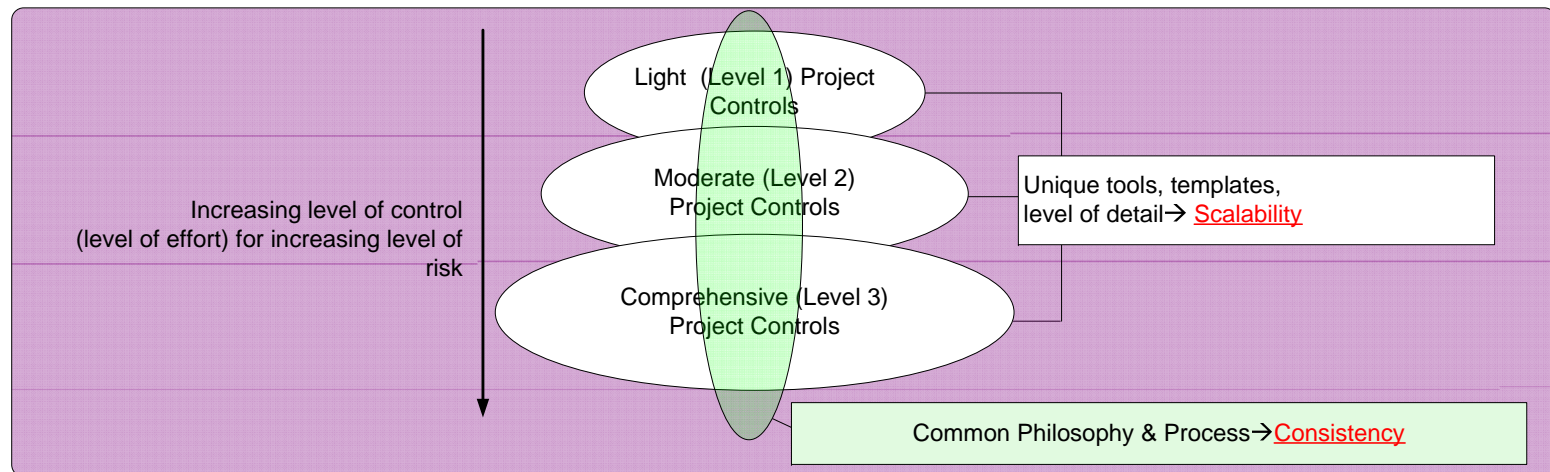 Light  (Level 1) Project
Controls
Moderate (Level 2)
Project Controls
Comprehensive (Level 3)
Project Controls
Increasing level of control
(level of effort) for increasing level of
risk
Unique tools, templates,
level of detail→ Scalability
Common Philosophy & Process→Consistency